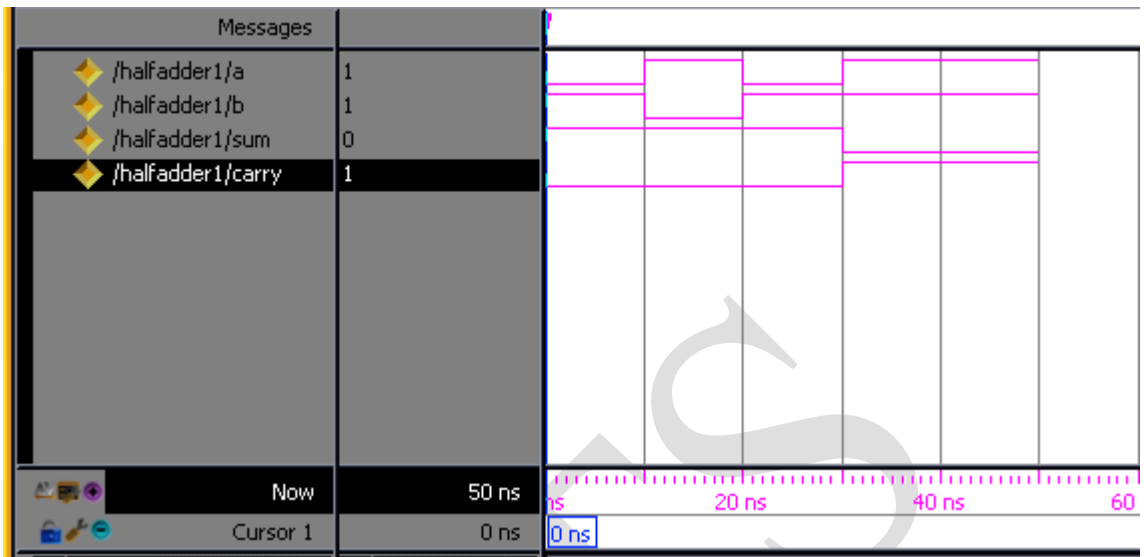 Messages
/halfadder1/a 1
/halfadder1/b 1
/halfadder1/sum 0
/halfadder1/carry 1
Now 50 ns ns 20 ns 40 ns 60
Cursor 1 0 ns 0 ns